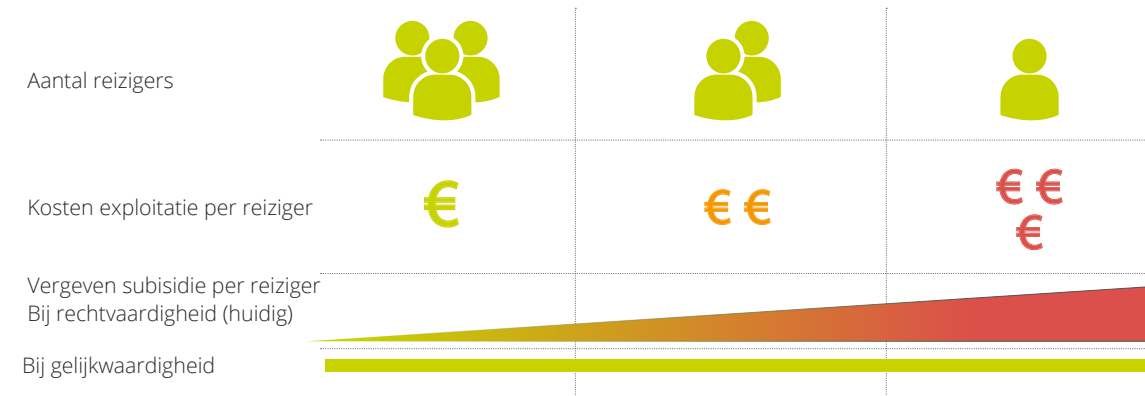 Aantal reizigers
Kosten exploitatie per reiziger
€
€ €
€ €
€
Vergeven subisidie per reiziger
Bij rechtvaardigheid (huidig)
Bij gelijkwaardigheid